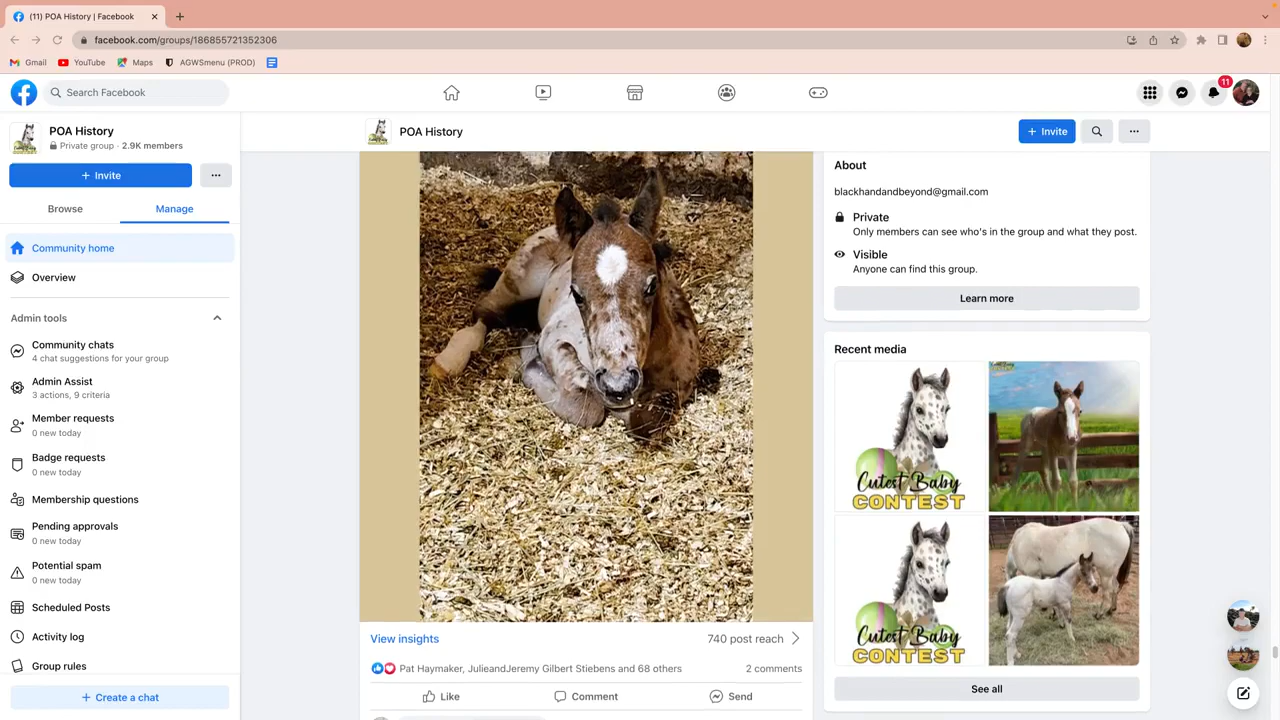 (11) POA History | Facebook
facebook.com/groups/186855721352306
Gmail
YouTube
Maps
AGWSmenu (PROD)
Search Facebook
11
POA History
Private group · 2.9K members
+ Invite
Browse
Manage
Community home
Overview
Admin tools
Community chats
4 chat suggestions for your group
Admin Assist
3 actions, 9 criteria
Member requests
0 new today
Badge requests
0 new today
Membership questions
Pending approvals
0 new today
Potential spam
0 new today
Scheduled Posts
Activity log
Group rules
+ Create a chat
POA History
+ Invite
View insights
740 post reach
Pat Haymaker, JulieandJeremy Gilbert Stiebens and 68 others
2 comments
Like
Comment
Send
About
blackhandandbeyond@gmail.com
Private
Only members can see who's in the group and what they post.
Visible
Anyone can find this group.
Learn more
Recent media
Cutest Baby
CONTEST
Cutest Baby
CONTEST
See all